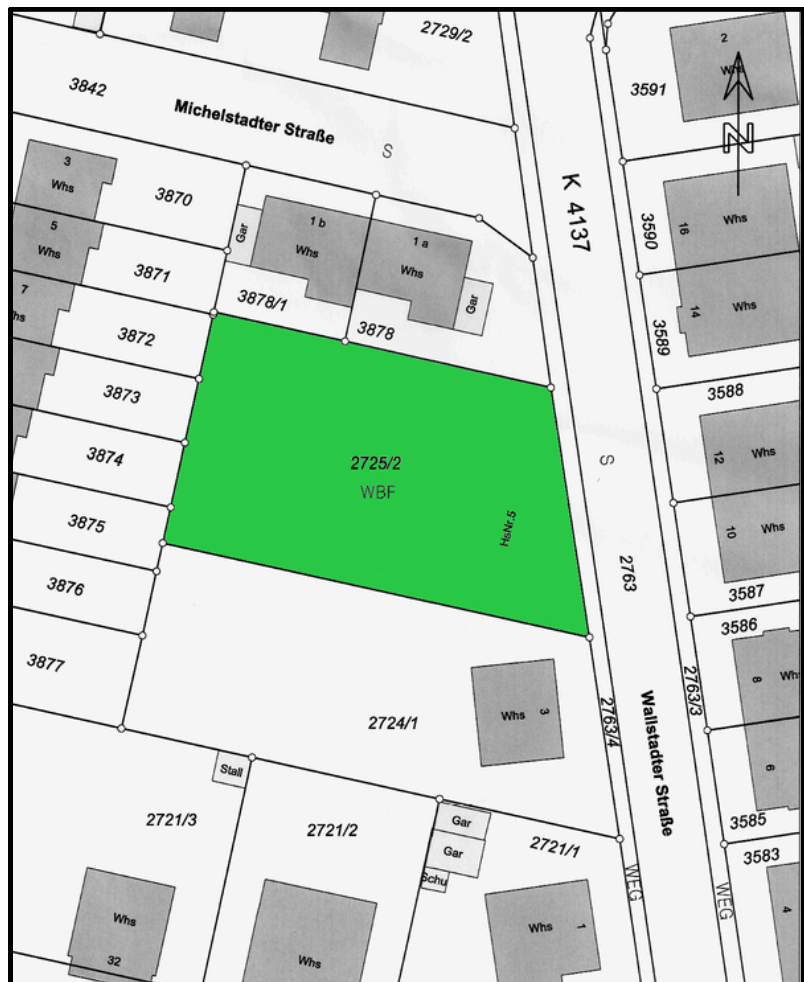 2729/2
2
Whs
3591
3842
Michelstadter Straße
S
K 4137
N
3
Whs
3870
Gar
1 b
Whs
1 a
Whs
3590
16
Whs
5
Whs
3871
3878/1
Gar
7
hs
3872
3878
14
Whs
3589
3873
3588
3874
2725/2
WBF
S
12
Whs
3875
HsNr.5
10
Whs
3876
2763
3587
3586
3877
8
Wh
2763/3
2724/1
Whs
3
2763/4
Wallstadter Straße
Stall
6
2721/3
2721/2
Gar
Gar
2721/1
3585
3583
Schu
WEG
WEG
Whs
32
Whs
Whs
1
4